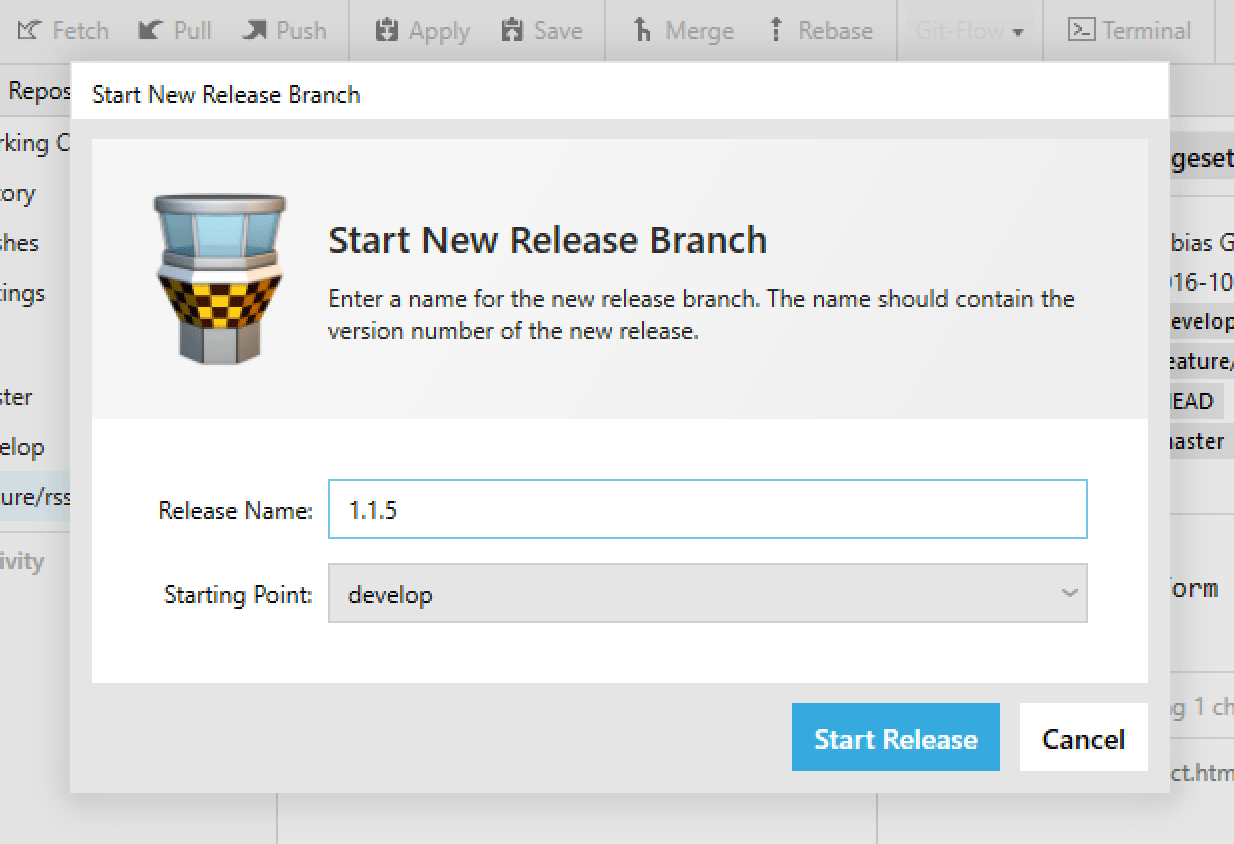 Fetch Pull Push Apply Save Merge Rebase Git-Flow Terminal
Repos
Start New Release Branch
rking C
tory
shes
tings
ster
elop
ure/rss
ivity
Start New Release Branch
Enter a name for the new release branch. The name should contain the
version number of the new release.
Release Name: 1.1.5
Starting Point: develop
Start Release Cancel
geset
bias G
016-10
evelop
eature/
HEAD
master
form
g 1 ch
ct.htm